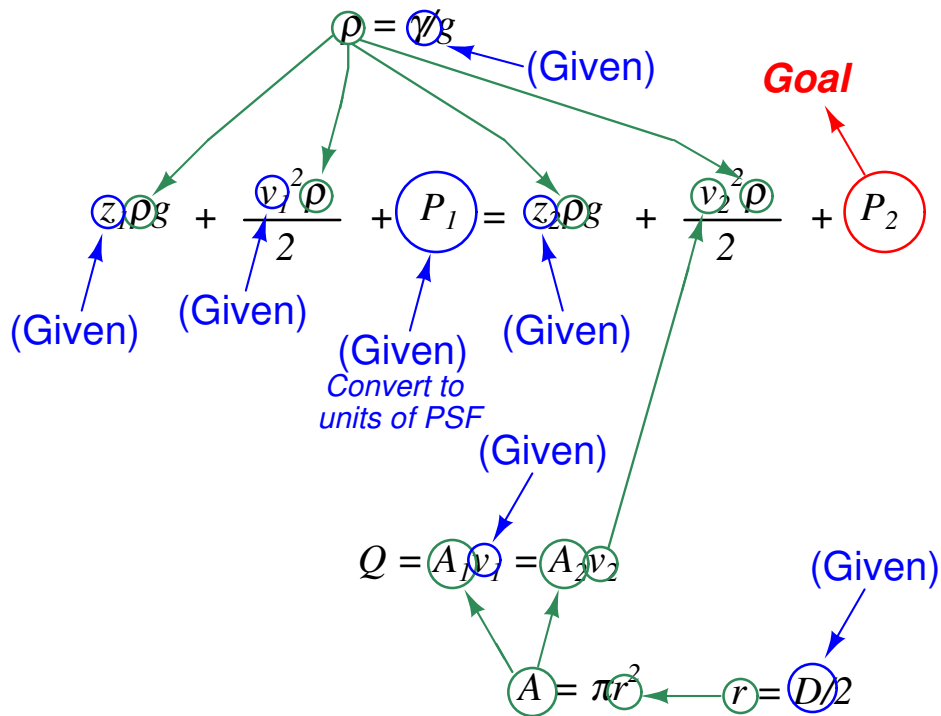 ρ = γ/g
(Given)
Goal
z₁ρg + v₁²ρ/2 + P₁ = z₂ρg + v₂²ρ/2 + P₂
(Given) (Given) (Given) (Given)
Convert to
units of PSF
(Given)
Q = A₁v₁ = A₂v₂
(Given)
A = πr² r = D/2